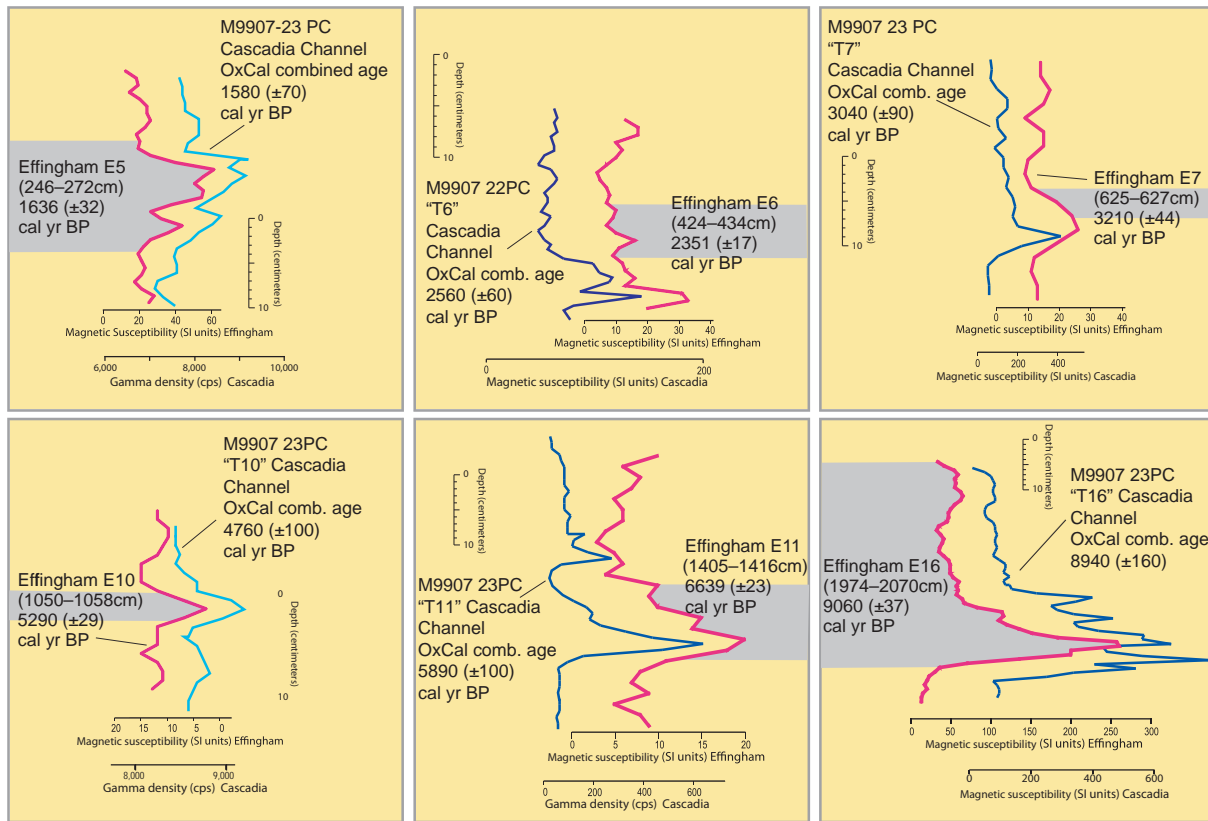 M9907-23 PC
Cascadia Channel
OxCal combined age
1580 (±70)
cal yr BP
Effingham E5
(246–272cm)
1636 (±32)
cal yr BP
0
10
Depth (centimeters)
0 20 40 60
Magnetic Susceptibility (SI units) Effingham
6,000 8,000 10,000
Gamma density (cps) Cascadia
0
10
Depth (centimeters)
M9907 22PC
“T6”
Cascadia
Channel
OxCal comb. age
2560 (±60)
cal yr BP
Effingham E6
(424–434cm)
2351 (±17)
cal yr BP
0 10 20 30 40
Magnetic susceptibility (SI units) Effingham
0 200
Magnetic susceptibility (SI units) Cascadia
M9907 23 PC
“T7”
Cascadia Channel
OxCal comb. age
3040 (±90)
cal yr BP
0
10
Depth (centimeters)
Effingham E7
(625–627cm)
3210 (±44)
cal yr BP
0 10 20 30 40
Magnetic susceptibility (SI units) Effingham
0 200 400
Magnetic susceptibility (SI units) Cascadia
M9907 23PC
“T10” Cascadia
Channel
OxCal comb. age
4760 (±100)
cal yr BP
Effingham E10
(1050–1058cm)
5290 (±29)
cal yr BP
0
10
Depth (centimeters)
20 15 10 5 0
Magnetic susceptibility (SI units) Effingham
8,000 9,000
Gamma density (cps) Cascadia
0
10
Depth (centimeters)
Effingham E11
(1405–1416cm)
6639 (±23)
cal yr BP
M9907 23PC
“T11” Cascadia
Channel
OxCal comb. age
5890 (±100)
cal yr BP
0 5 10 15 20
Magnetic susceptibility (SI units) Effingham
0 200 400 600
Gamma density (cps) Cascadia
0
10
Depth (centimeters)
M9907 23PC
“T16” Cascadia
Channel
OxCal comb. age
8940 (±160)
Effingham E16
(1974–2070cm)
9060 (±37)
cal yr BP
0 50 100 150 200 250 300
Magnetic susceptibility (SI units) Effingham
0 200 400 600
Magnetic susceptibility (SI units) Cascadia